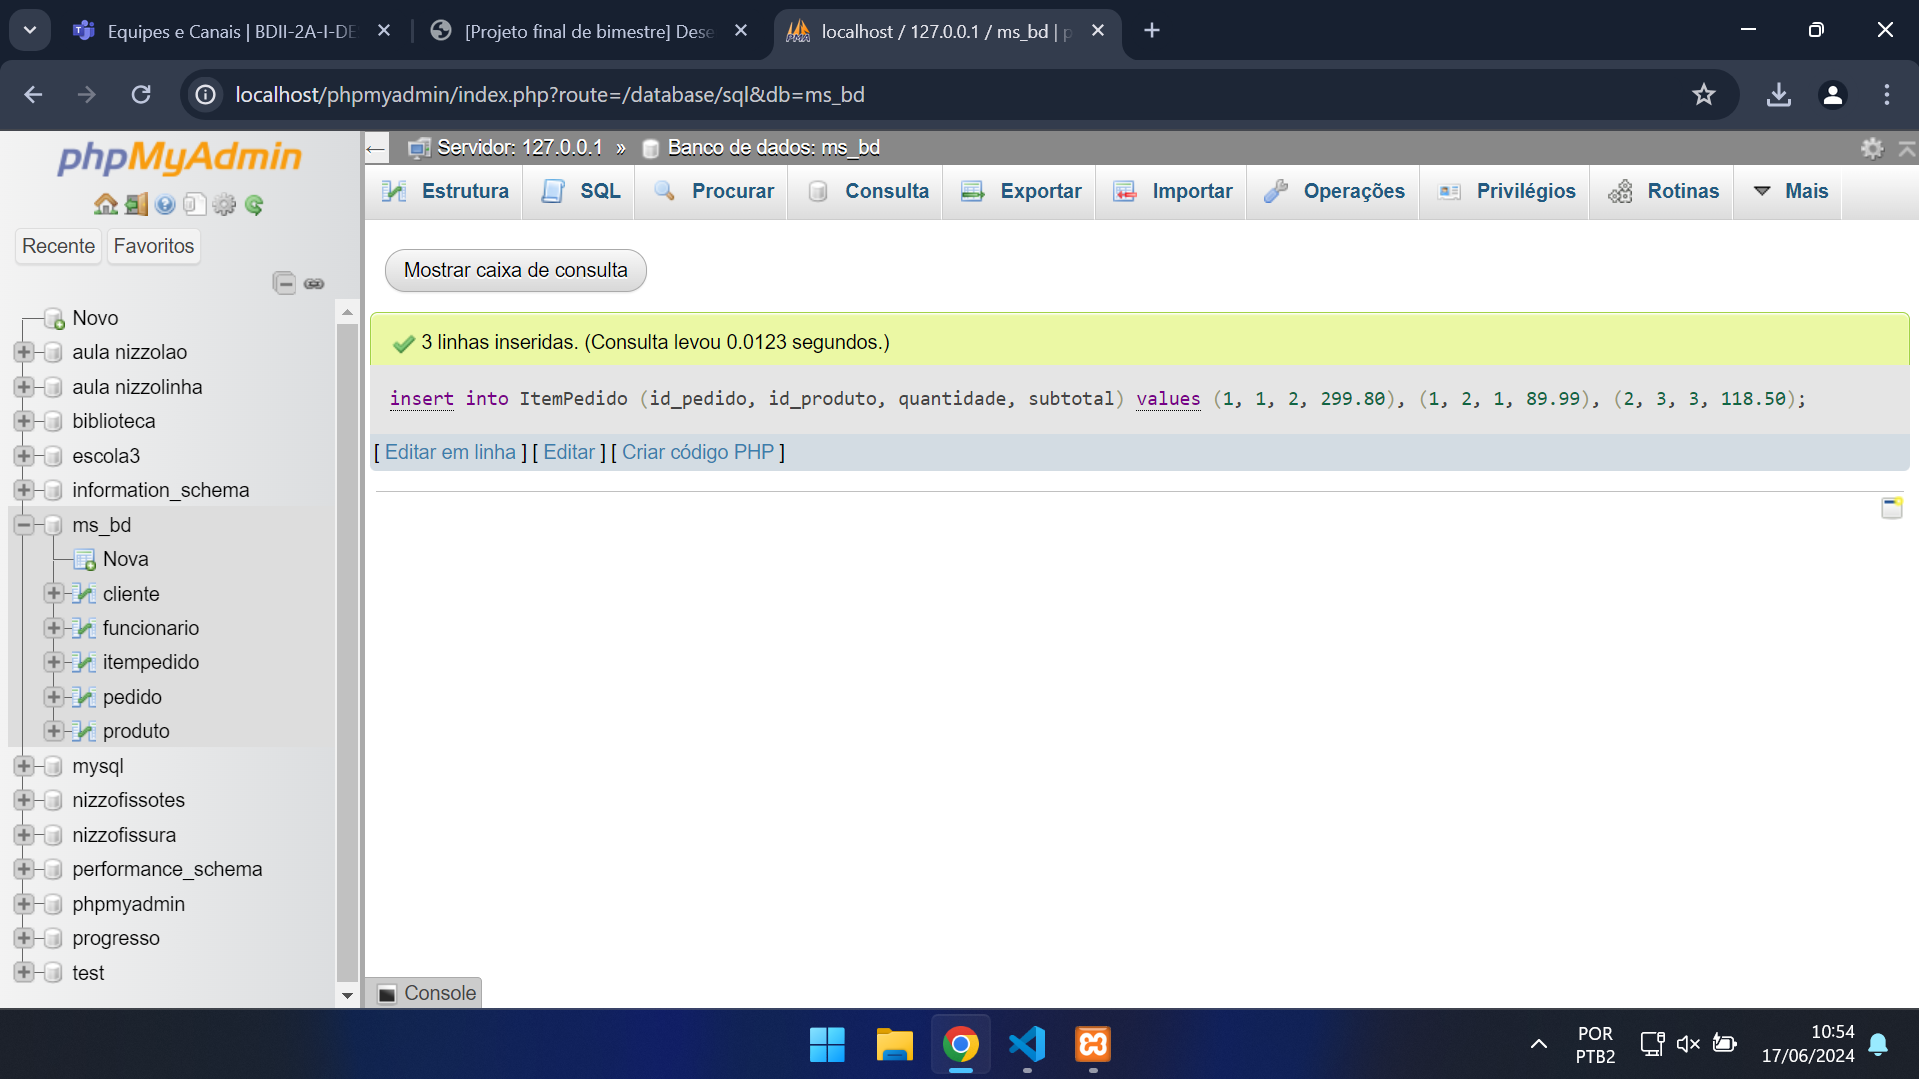 Equipes e Canais | BDII-2A-I-DE
[Projeto final de bimestre] Dese
localhost / 127.0.0.1 / ms_bd | p
localhost/phpmyadmin/index.php?route=/database/sql&db=ms_bd
phpMyAdmin
Recente
Favoritos
Novo
aula nizzolao
aula nizzolinha
biblioteca
escola3
information_schema
ms_bd
Nova
cliente
funcionario
itempedido
pedido
produto
mysql
nizzofissotes
nizzofissura
performance_schema
phpmyadmin
progresso
test
Servidor: 127.0.0.1 » Banco de dados: ms_bd
Estrutura SQL Procurar Consulta Exportar Importar Operações Privilégios Rotinas Mais
Mostrar caixa de consulta
3 linhas inseridas. (Consulta levou 0.0123 segundos.)
insert into ItemPedido (id_pedido, id_produto, quantidade, subtotal) values (1, 1, 2, 299.80), (1, 2, 1, 89.99), (2, 3, 3, 118.50);
[ Editar em linha ] [ Editar ] [ Criar código PHP ]
Console
POR
PTB2
10:54
17/06/2024